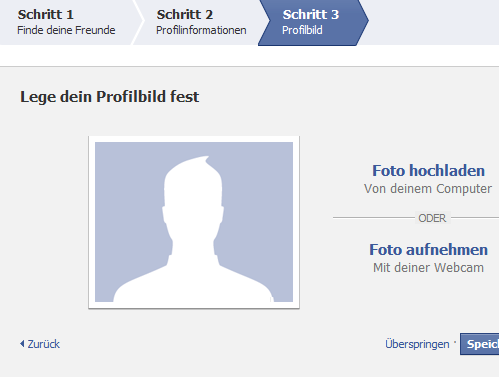 Schritt 1
Finde deine Freunde
Schritt 2
Profilinformationen
Schritt 3
Profilbild
Lege dein Profilbild fest
Foto hochladen
Von deinem Computer
ODER
Foto aufnehmen
Mit deiner Webcam
Zurück
Überspringen ·